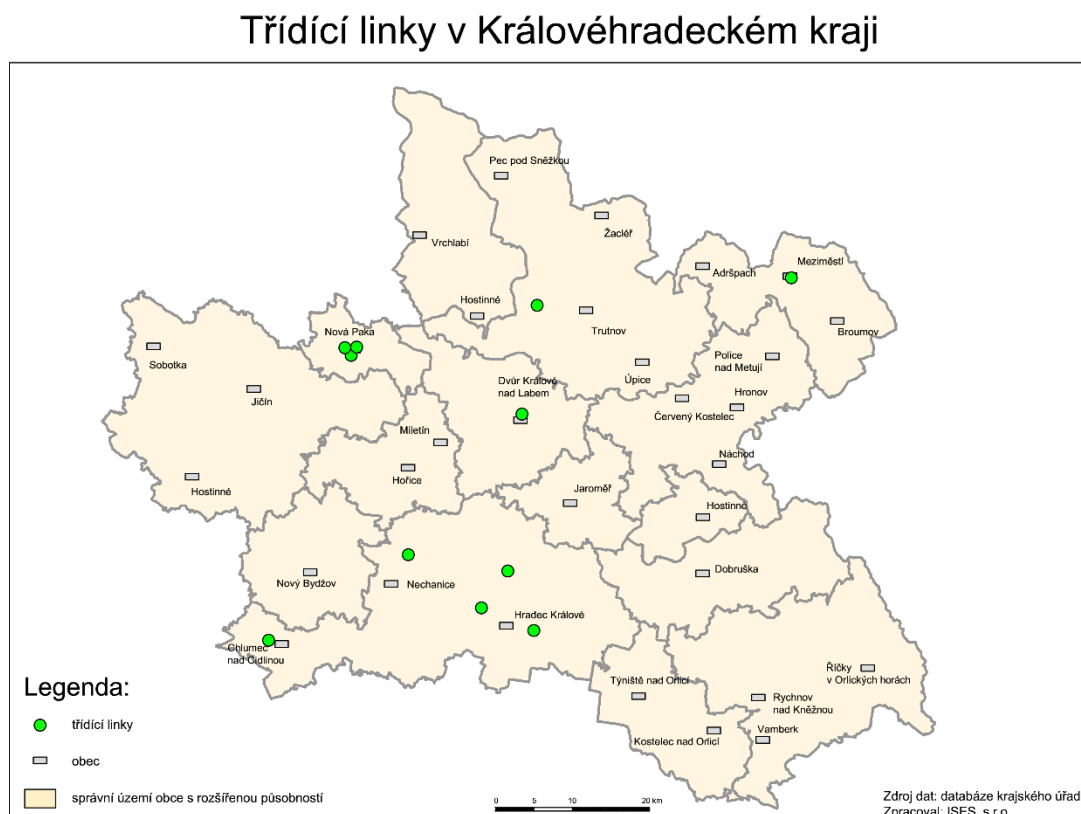 Třídící linky v Královéhradeckém kraji
Pec pod Sněžkou
Žacléř
Vrchlabí
Adršpach
Meziměstí
Hostinné
Trutnov
Broumov
Nová Paka
Sobotka
Police
nad Metují
Úpice
Dvůr Králové
nad Labem
Hronov
Jičín
Červený Kostelec
Miletín
Náchod
Hořice
Hostinné
Jaroměř
Hostinné
Dobruška
Nový Bydžov
Nechanice
Hradec Králové
Chlumec
nad Cidlinou
Říčky
v Orlických horách
Týniště nad Orlicí
Rychnov
nad Kněžnou
Vamberk
Kostelec nad Orlicí
Legenda:
třídící linky
obec
správní území obce s rozšířenou působností
0 5 10 20 km
Zdroj dat: databáze krajského úřad
Zpracoval: ISES, s.r.o.